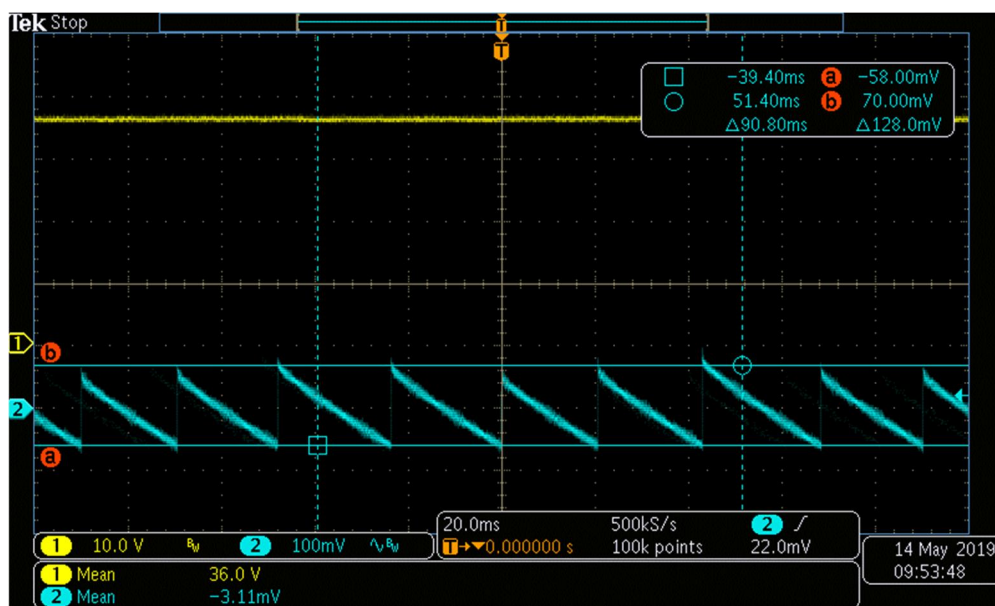 Tek Stop
T
T
-39.40ms a -58.00mV
51.40ms b 70.00mV
Δ90.80ms Δ128.0mV
1
b
2
a
20.0ms 500kS/s 2
T→▼0.000000 s 100k points 22.0mV
1 10.0 V BW 2 100mV ∿BW
1 Mean 36.0 V
2 Mean -3.11mV
14 May 2019
09:53:48